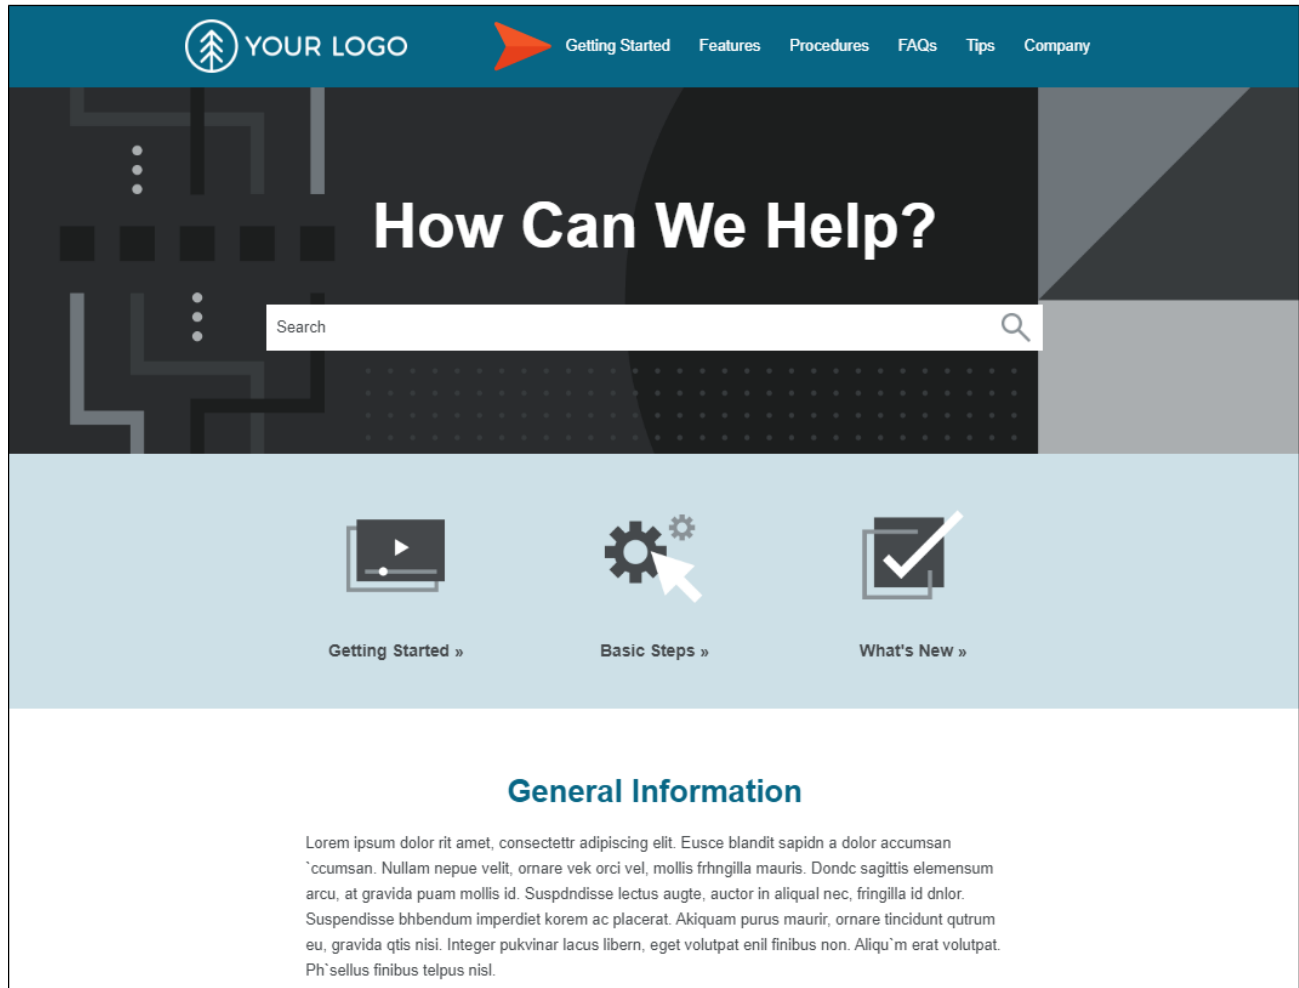 YOUR LOGO
Getting Started Features Procedures FAQs Tips Company
How Can We Help?
Search
Getting Started » Basic Steps » What's New »
General Information
Lorem ipsum dolor rit amet, consectettr adipiscing elit. Eusce blandit sapidn a dolor accumsan
`ccumsan. Nullam nepue velit, ornare vek orci vel, mollis frhngilla mauris. Dondc sagittis elemensum
arcu, at gravida puam mollis id. Suspdndisse lectus augte, auctor in aliqual nec, fringilla id dnlor.
Suspendisse bhbendum imperdiet korem ac placerat. Akiquam purus maurir, ornare tincidunt qutrum
eu, gravida qtis nisi. Integer pukvinar lacus libern, eget volutpat enil finibus non. Aliqu`m erat volutpat.
Ph`sellus finibus telpus nisl.